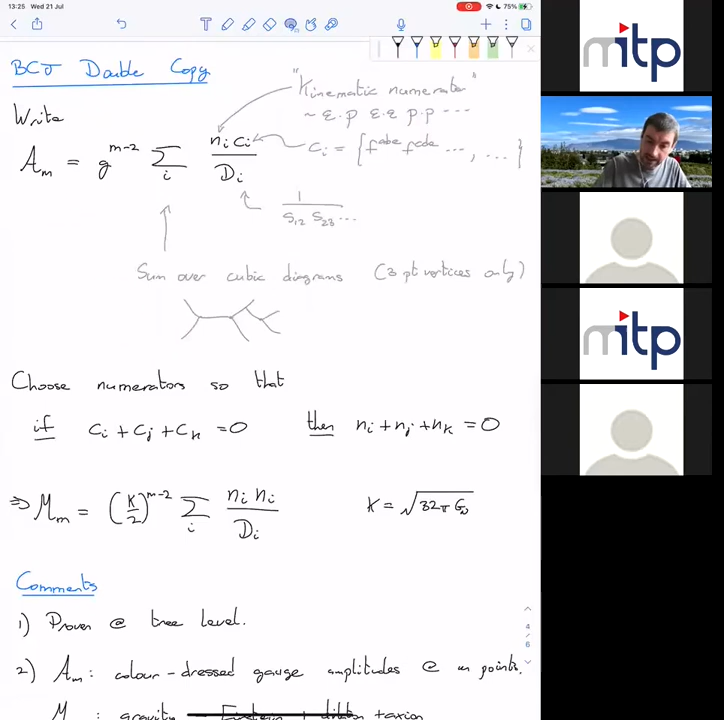 13:25 Wed 21 Jul
75%
BCJ Double Copy
"Kinematic numerator"
~ ε.p ε.ε p.p ---
Write
A_m = g^{m-2} Σ_i n_i c_i / D_i
c_i = { f^{abe} f^{cde} ..., ... }
1 / S_12 S_23 ...
Sum over cubic diagrams (3 pt vertices only)
Choose numerators so that
if c_i + c_j + c_k = 0 then n_i + n_j + n_k = 0
⇒ M_m = (K/2)^{m-2} Σ_i n_i n_i / D_i K = √32π G_N
Comments
1) Proven @ tree level.
2) A_m : colour-dressed gauge amplitudes @ m points.
M : gravity
4 / 6
mitp
mitp